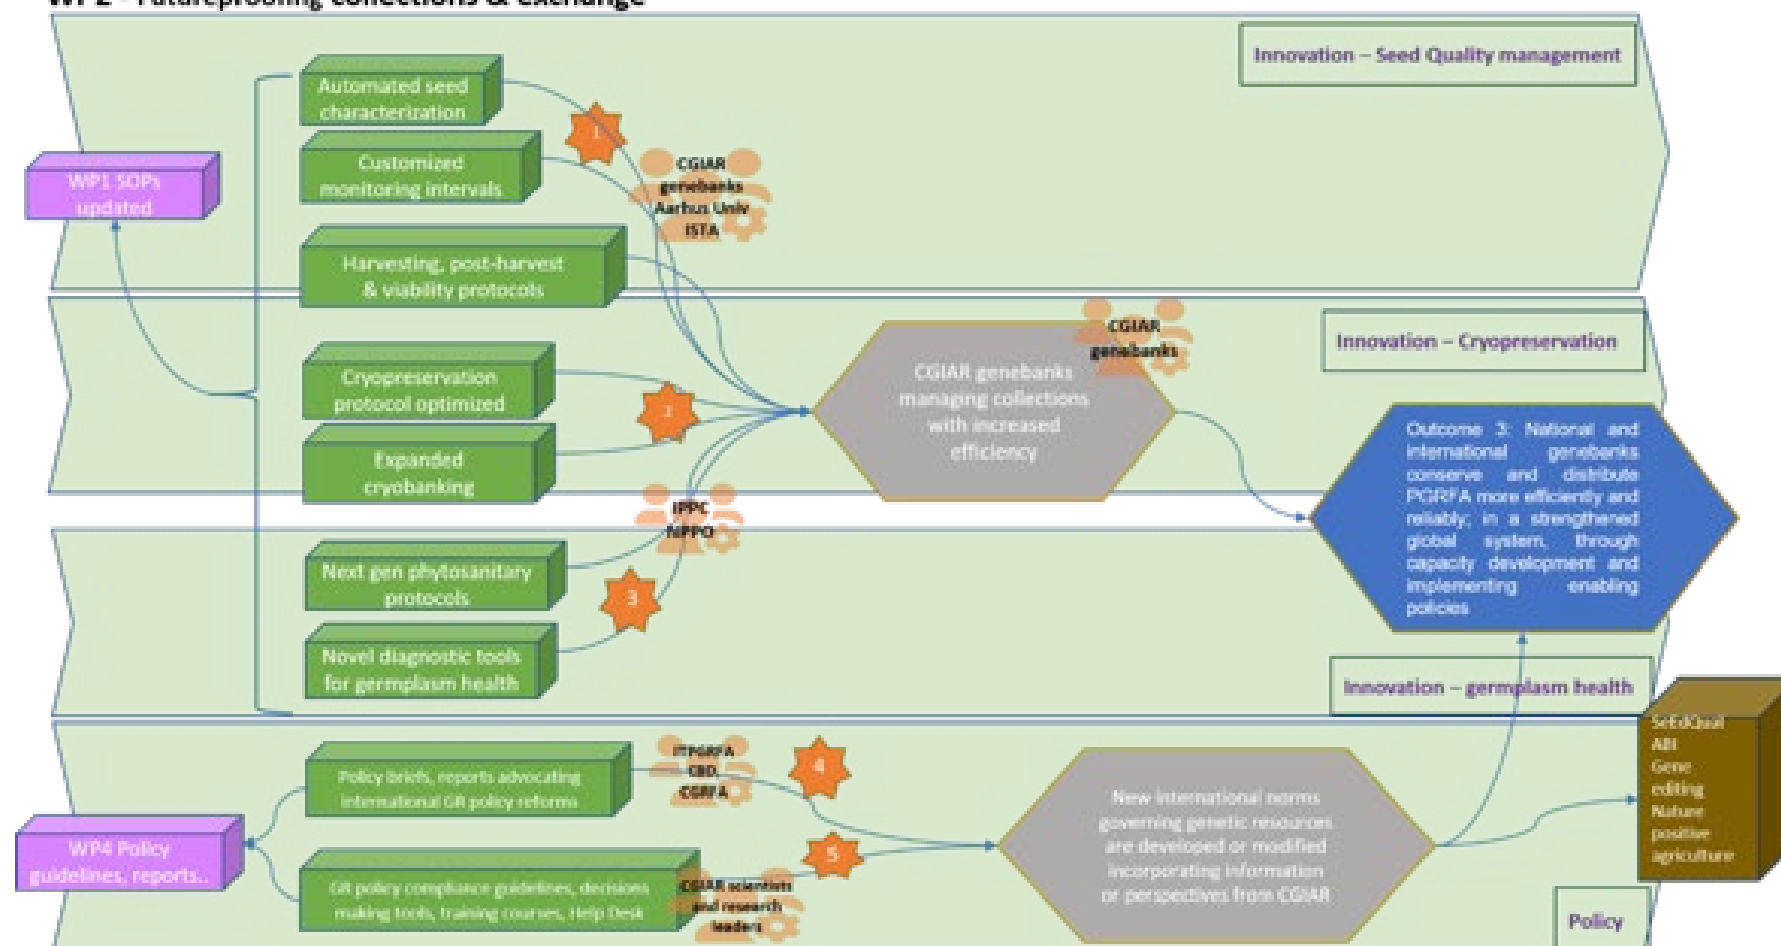 WP2 - Futureproofing collections & exchange
Innovation – Seed Quality management
Automated seed
characterization
1
Customized
monitoring intervals
CGIAR
genebanks
Aarhus Univ
ISTA
WP1 SOPs
updated
Harvesting, post-harvest
& viability protocols
CGIAR
genebanks
Innovation – Cryopreservation
Cryopreservation
protocol optimized
2
Expanded
cryobanking
CGIAR genebanks
managing collections
with increased
efficiency
Outcome 3: National and
international genebanks
conserve and distribute
PGRFA more efficiently and
reliably; in a strengthened
global system, through
capacity development and
implementing enabling
policies
IPPC
NPPO
Next gen phytosanitary
protocols
3
Novel diagnostic tools
for germplasm health
Innovation – germplasm health
SeEdQual
ABI
Gene
editing
Nature
positive
agriculture
Policy briefs, reports advocating
international GR policy reforms
ITPGRFA
CBD,
CGRFA
4
New international norms
governing genetic resources
are developed or modified
incorporating information
or perspectives from CGIAR
WP4 Policy
guidelines, reports..
5
GR policy compliance guidelines, decisions
making tools, training courses, Help Desk
CGIAR scientists
and research
leaders
Policy